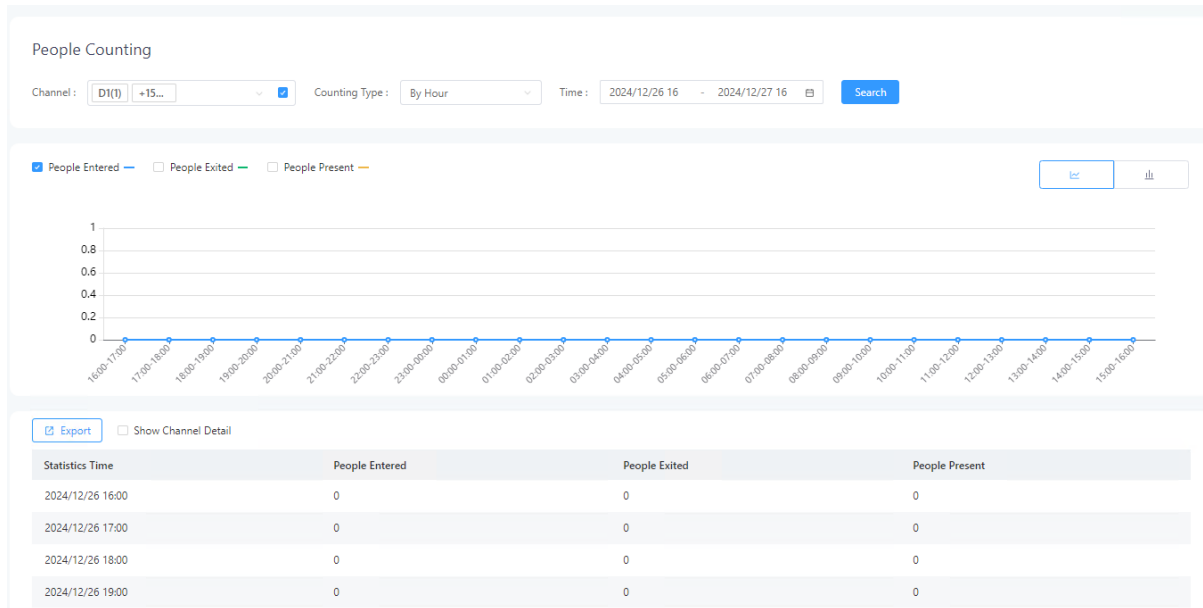 People Counting
Channel : D1(1) +15... Counting Type : By Hour Time : 2024/12/26 16 - 2024/12/27 16 Search
People Entered People Exited People Present
1
0.8
0.6
0.4
0.2
0
16:00-17:00 17:00-18:00 18:00-19:00 19:00-20:00 20:00-21:00 21:00-22:00 22:00-23:00 23:00-00:00 00:00-01:00 01:00-02:00 02:00-03:00 03:00-04:00 04:00-05:00 05:00-06:00 06:00-07:00 07:00-08:00 08:00-09:00 09:00-10:00 10:00-11:00 11:00-12:00 12:00-13:00 13:00-14:00 14:00-15:00 15:00-16:00
Export Show Channel Detail
Statistics Time People Entered People Exited People Present
2024/12/26 16:00 0 0 0
2024/12/26 17:00 0 0 0
2024/12/26 18:00 0 0 0
2024/12/26 19:00 0 0 0